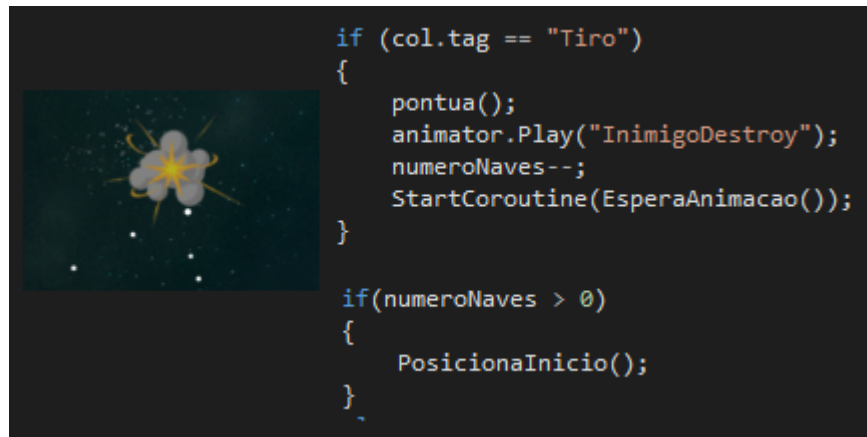 if (col.tag == "Tiro")
{
pontua();
animator.Play("InimigoDestroy");
numeroNaves--;
StartCoroutine(EsperaAnimacao());
}
if(numeroNaves > 0)
{
PosicionaInicio();
}